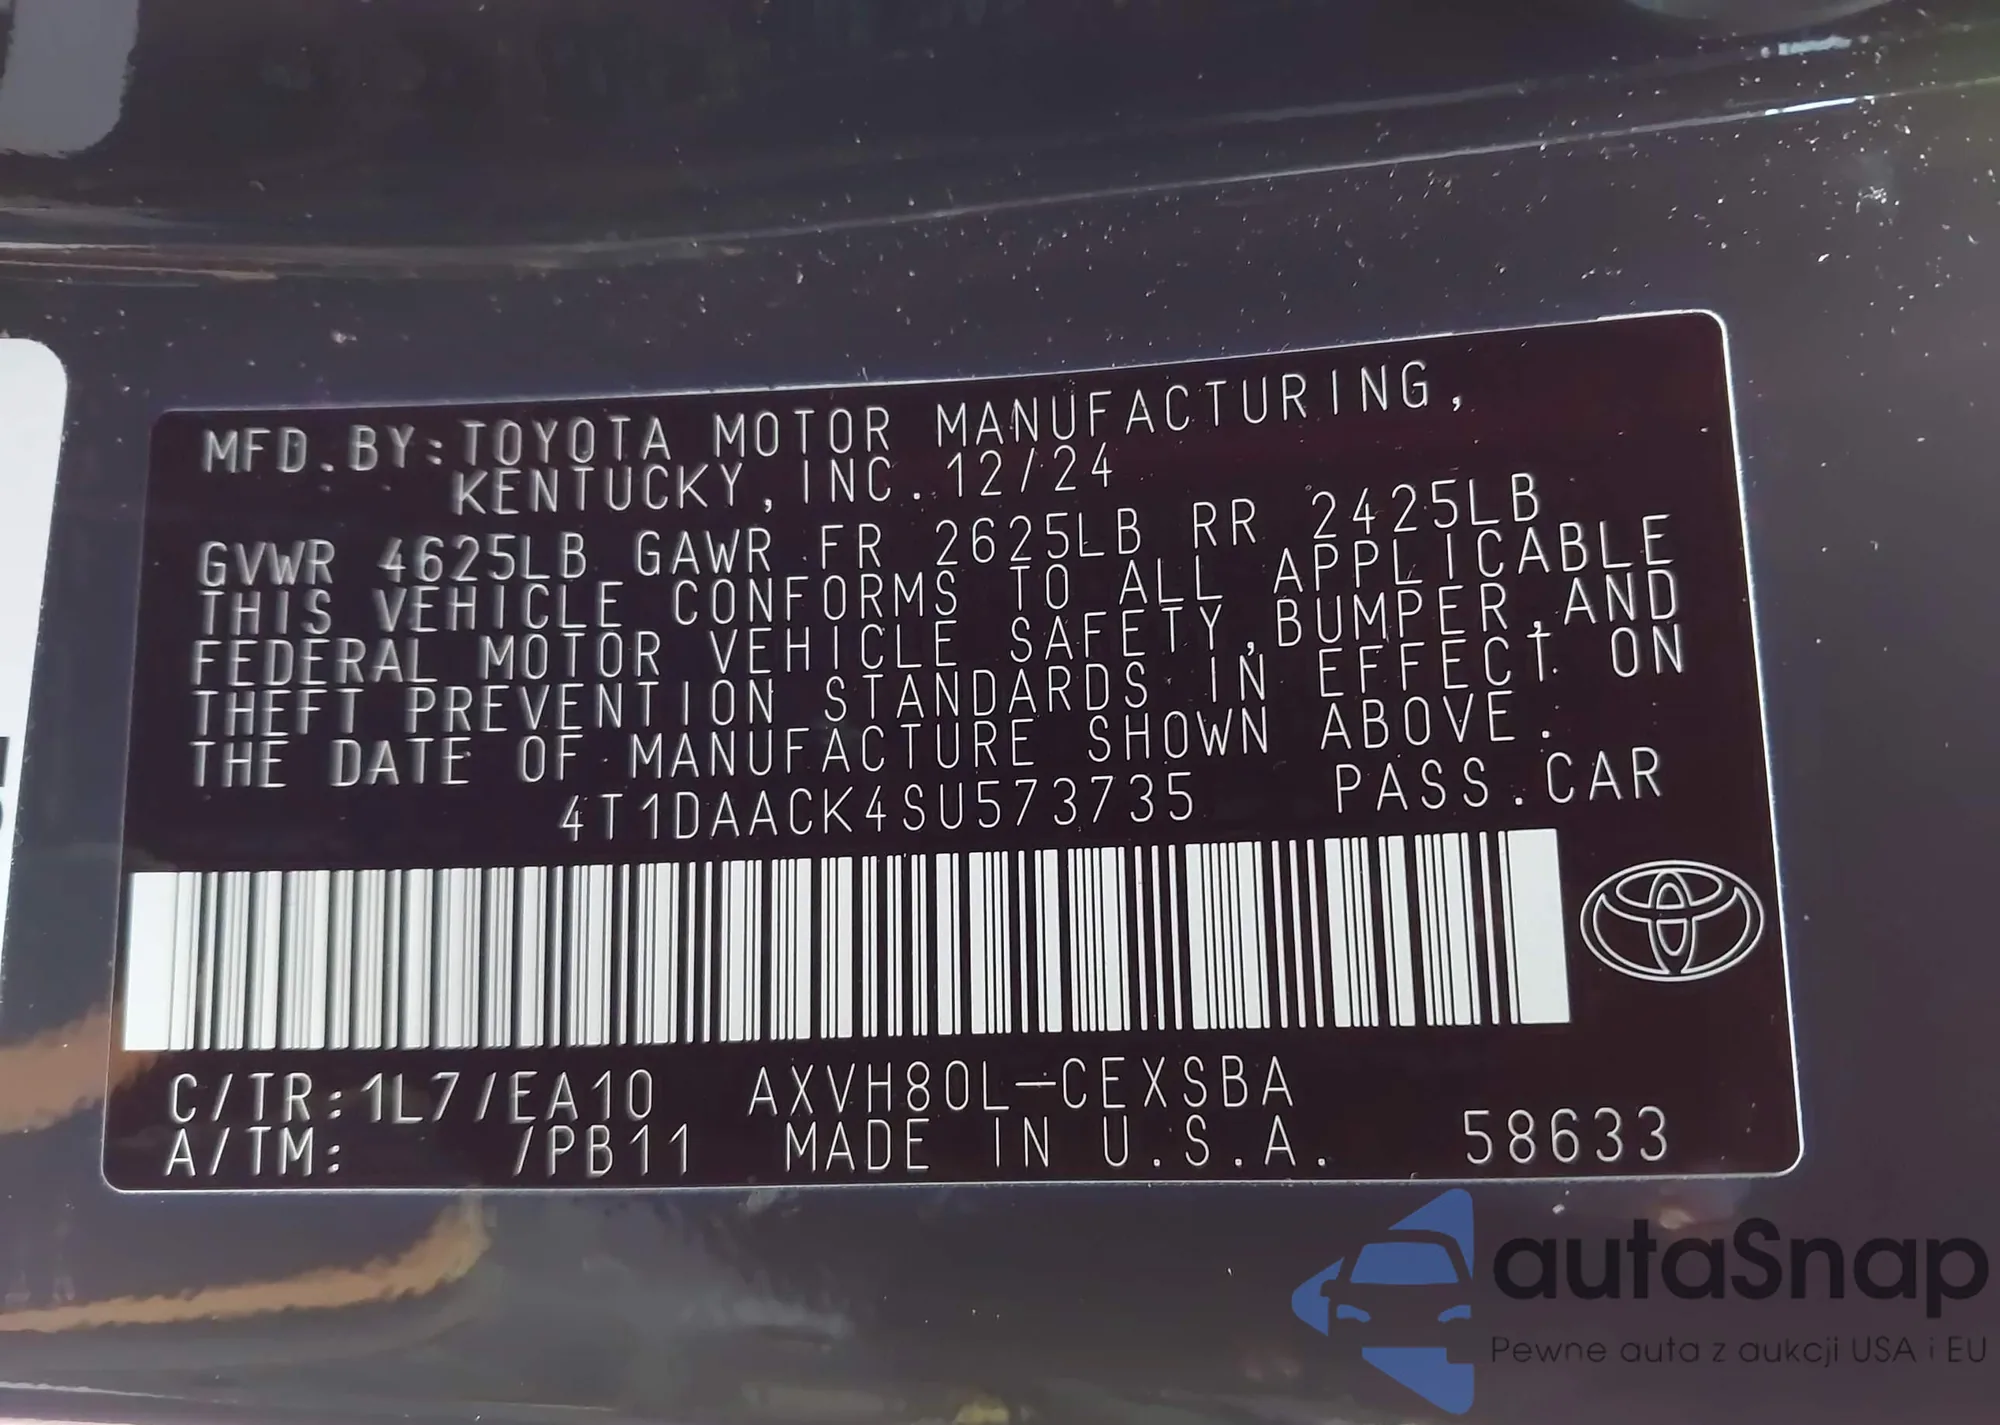 MFD.BY:TOYOTA MOTOR MANUFACTURING,
KENTUCKY,INC. 12/24
GVWR 4625LB GAWR FR 2625LB RR 2425LB
THIS VEHICLE CONFORMS TO ALL APPLICABLE
FEDERAL MOTOR VEHICLE SAFETY,BUMPER,AND
THEFT PREVENTION STANDARDS IN EFFECT ON
THE DATE OF MANUFACTURE SHOWN ABOVE.
4T1DAACK4SU573735 PASS.CAR
C/TR:1L7/EA10 AXVH80L-CEXSBA
A/TM: /PB11 MADE IN U.S.A. 58633
autaSnap
Pewne auta z aukcji USA i EU